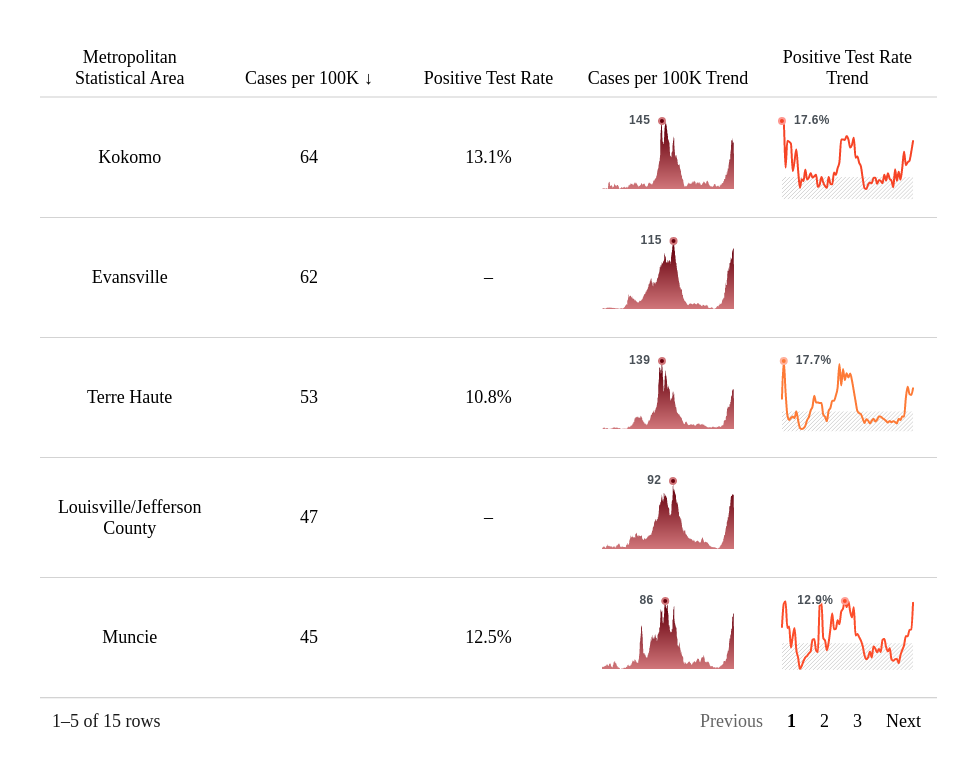 Metropolitan
Statistical Area
Cases per 100K ↓
Positive Test Rate
Cases per 100K Trend
Positive Test Rate
Trend
Kokomo
64
13.1%
145
17.6%
Evansville
62
–
115
Terre Haute
53
10.8%
139
17.7%
Louisville/Jefferson
County
47
–
92
Muncie
45
12.5%
86
12.9%
1–5 of 15 rows
Previous 1 2 3 Next